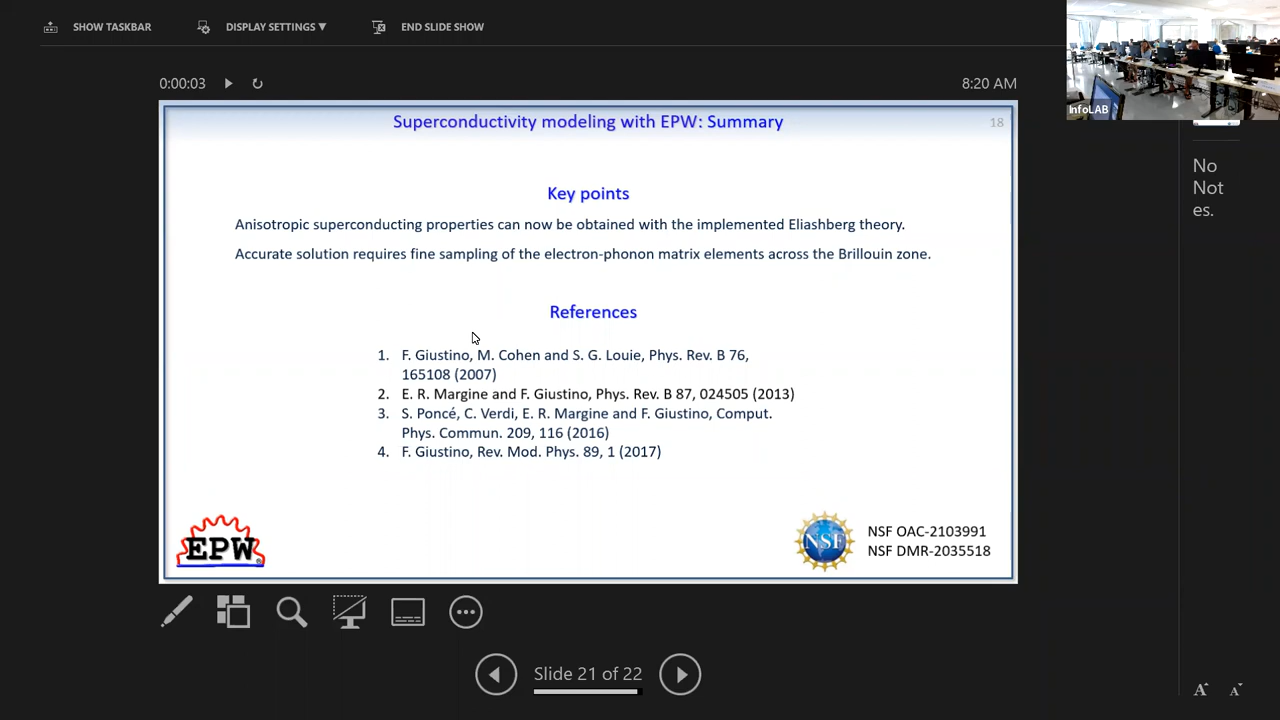 SHOW TASKBAR DISPLAY SETTINGS ▼ END SLIDE SHOW
InfoLAB
0:00:03 8:20 AM
Superconductivity modeling with EPW: Summary 18
Key points
Anisotropic superconducting properties can now be obtained with the implemented Eliashberg theory.
Accurate solution requires fine sampling of the electron-phonon matrix elements across the Brillouin zone.
References
1. F. Giustino, M. Cohen and S. G. Louie, Phys. Rev. B 76,
165108 (2007)
2. E. R. Margine and F. Giustino, Phys. Rev. B 87, 024505 (2013)
3. S. Poncé, C. Verdi, E. R. Margine and F. Giustino, Comput.
Phys. Commun. 209, 116 (2016)
4. F. Giustino, Rev. Mod. Phys. 89, 1 (2017)
EPW
NSF
NSF OAC-2103991
NSF DMR-2035518
No
Not
es.
Slide 21 of 22
A A